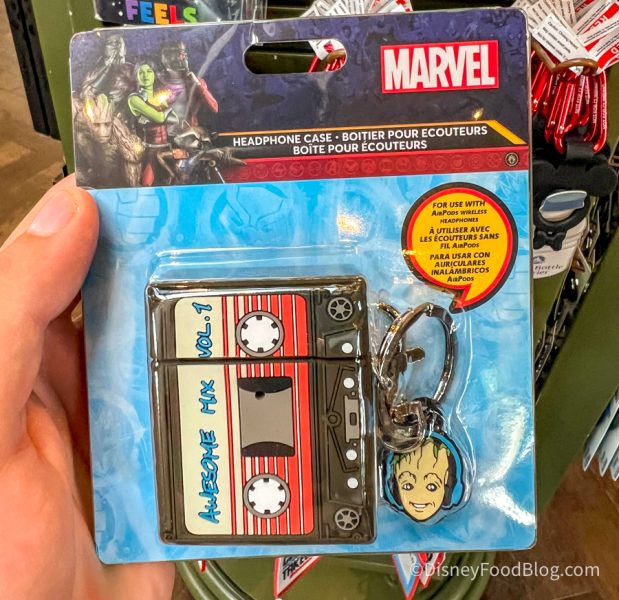 FEELS
MARVEL
HEADPHONE CASE • BOITIER POUR ECOUTEURS
BOÎTE POUR ÉCOUTEURS
FOR USE WITH
AIRPODS WIRELESS
HEADPHONES
À UTILISER AVEC
LES ÉCOUTEURS SANS
FIL AIRPODS
PARA USAR CON
AURICULARES
INALÁMBRICOS
AIRPODS
AWESOME MIX VOL. 1
Bottle
©DisneyFoodBlog.com